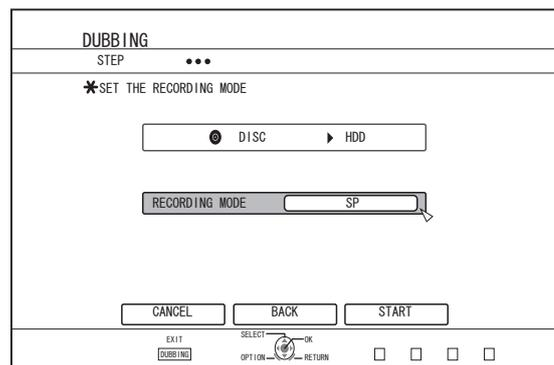 DUBBING
STEP
SET THE RECORDING MODE
DISC HDD
RECORDING MODE SP
CANCEL BACK START
EXIT
DUBBING
SELECT OK
OPTION RETURN